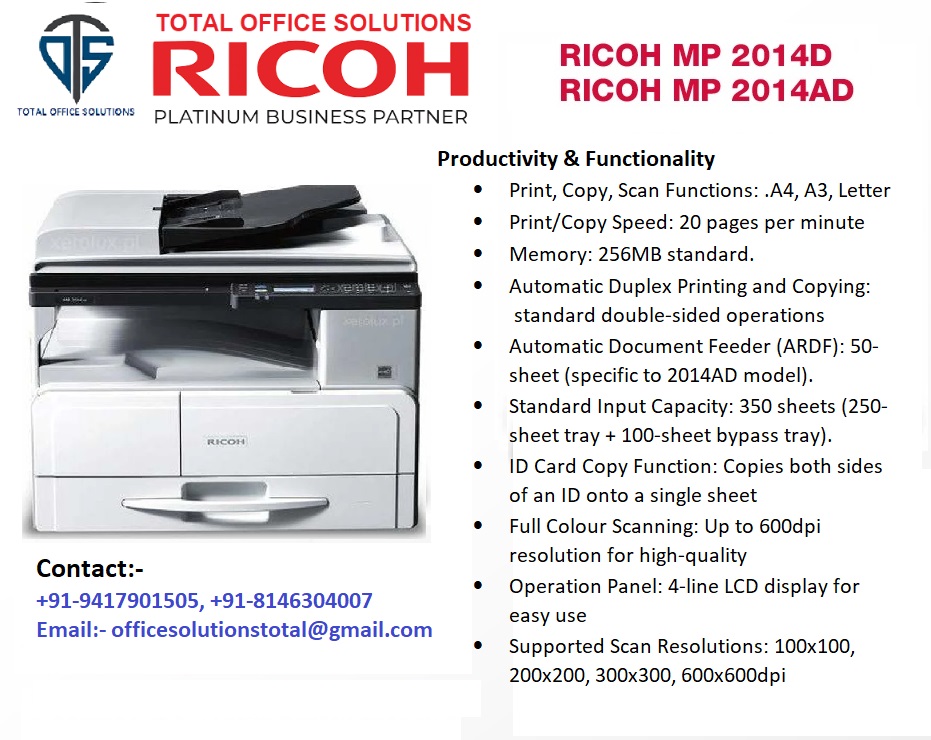 TOTAL OFFICE SOLUTIONS
TOTAL OFFICE SOLUTIONS
RICOH
PLATINUM BUSINESS PARTNER
RICOH MP 2014D
RICOH MP 2014AD
xerolux.pl
xerolux.pl
RICOH
Contact:-
+91-9417901505, +91-8146304007
Email:- officesolutionstotal@gmail.com
Productivity & Functionality
• Print, Copy, Scan Functions: .A4, A3, Letter
• Print/Copy Speed: 20 pages per minute
• Memory: 256MB standard.
• Automatic Duplex Printing and Copying:
standard double-sided operations
• Automatic Document Feeder (ARDF): 50-
sheet (specific to 2014AD model).
• Standard Input Capacity: 350 sheets (250-
sheet tray + 100-sheet bypass tray).
• ID Card Copy Function: Copies both sides
of an ID onto a single sheet
• Full Colour Scanning: Up to 600dpi
resolution for high-quality
• Operation Panel: 4-line LCD display for
easy use
• Supported Scan Resolutions: 100x100,
200x200, 300x300, 600x600dpi